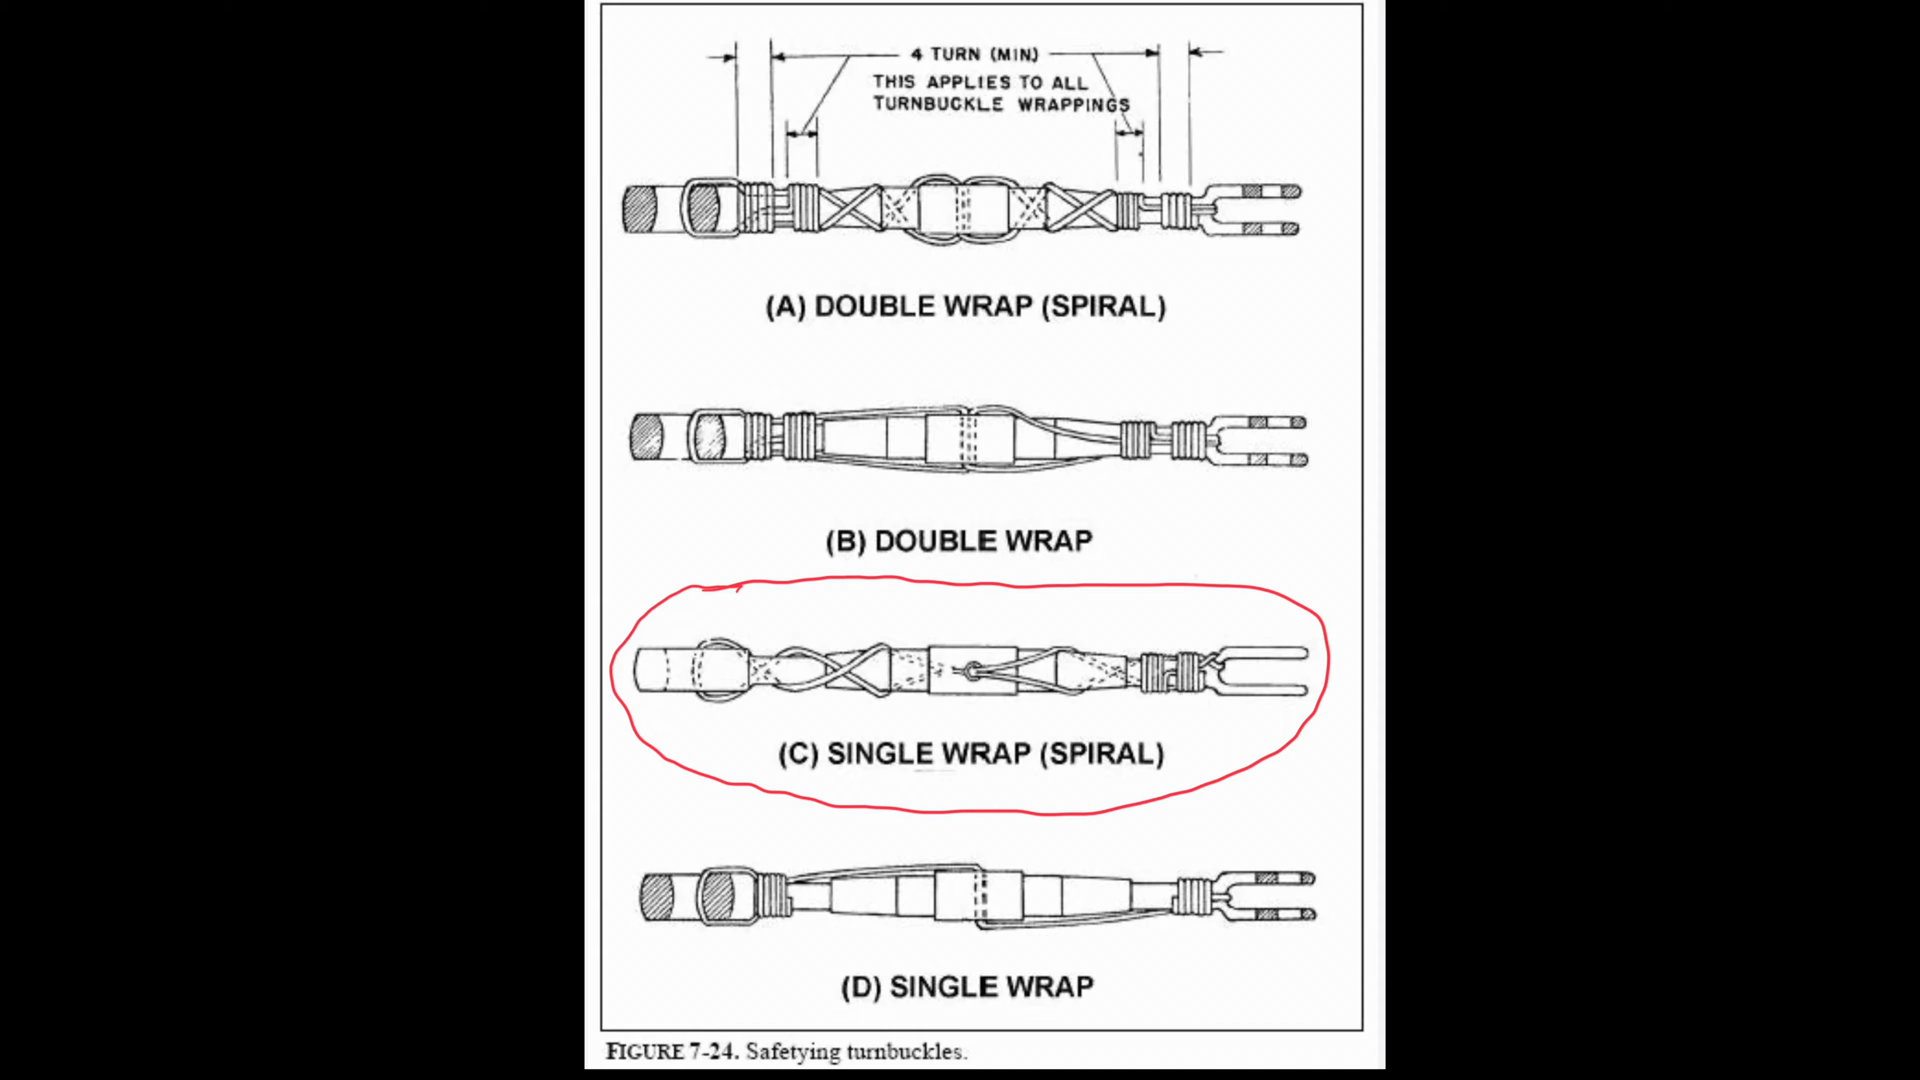 4 TURN (MIN.)
THIS APPLIES TO ALL
TURNBUCKLE WRAPPINGS
(A) DOUBLE WRAP (SPIRAL)
(B) DOUBLE WRAP
(C) SINGLE WRAP (SPIRAL)
(D) SINGLE WRAP
FIGURE 7-24. Safetying turnbuckles.